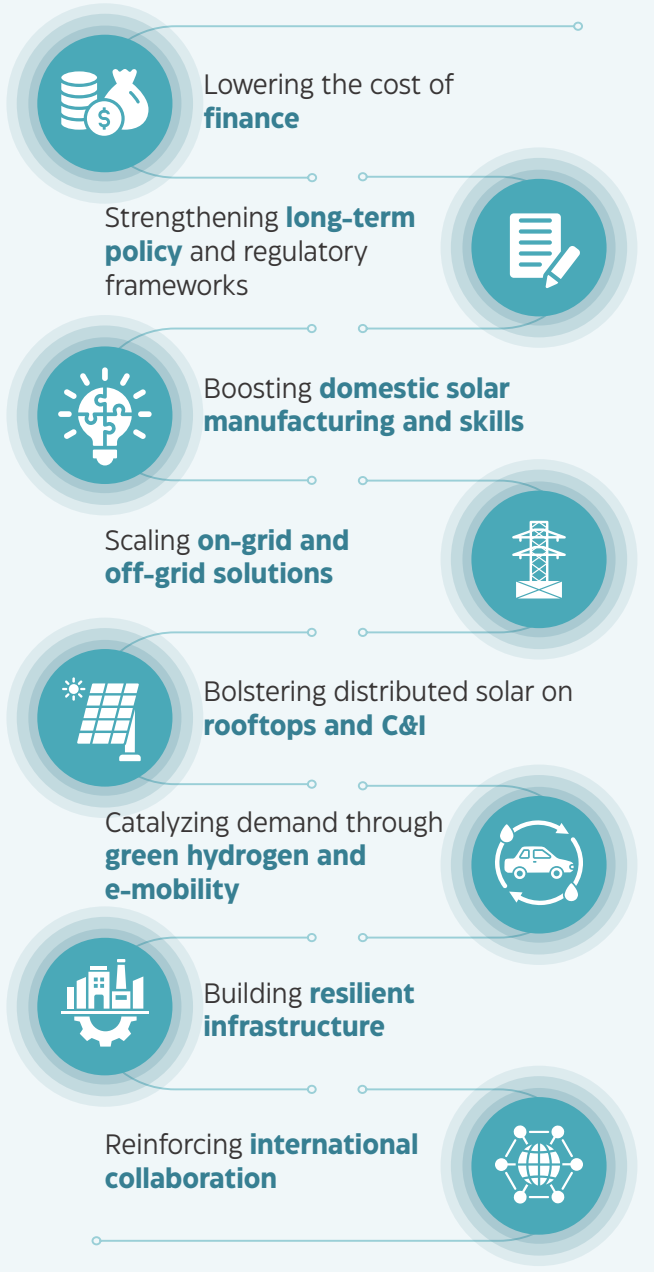 Lowering the cost of
finance
$
Strengthening long-term
policy and regulatory
frameworks
Boosting domestic solar
manufacturing and skills
Scaling on-grid and
off-grid solutions
Bolstering distributed solar on
rooftops and C&I
Catalyzing demand through
green hydrogen and
e-mobility
Building resilient
infrastructure
Reinforcing international
collaboration